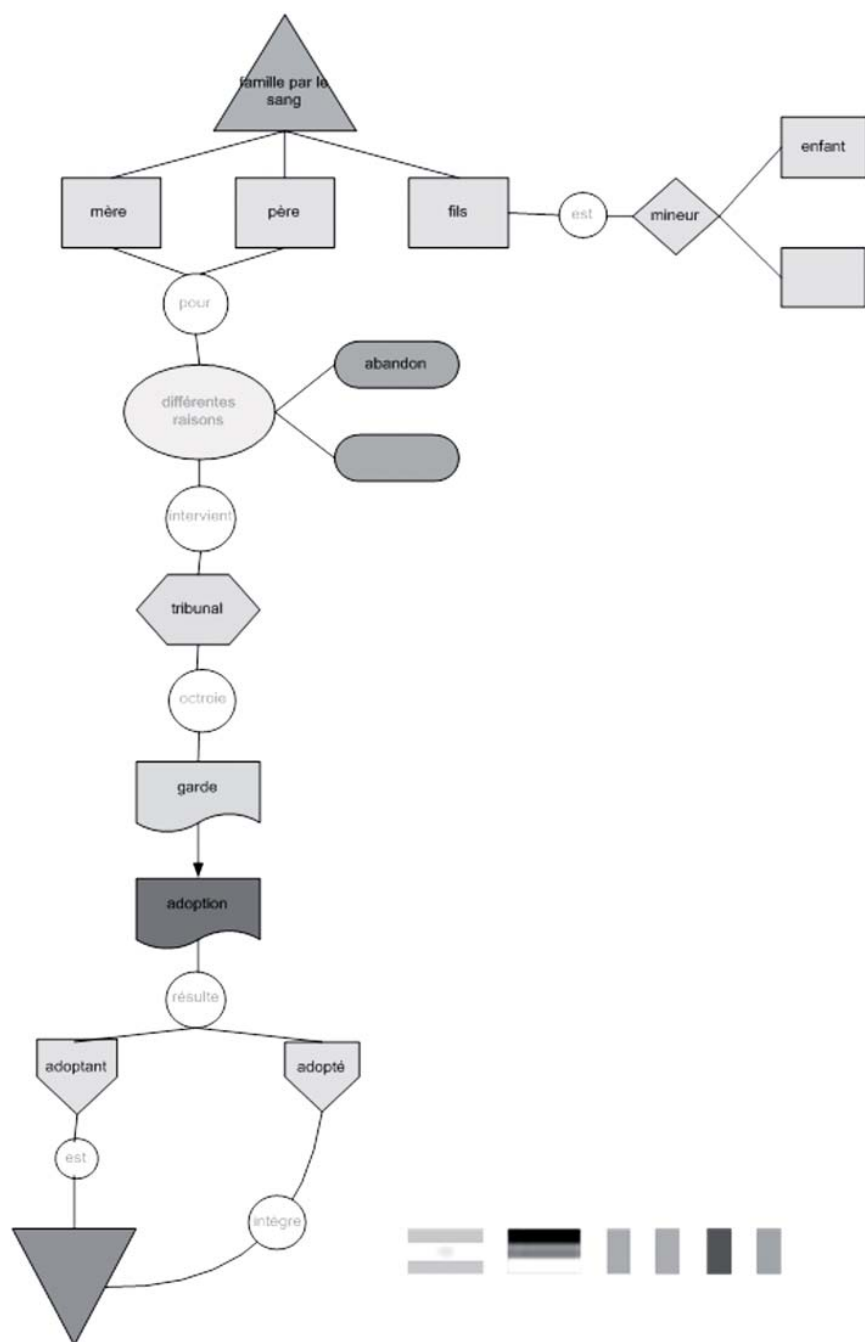 famille par le
sang
mère
père
fils
est
mineur
enfant
pour
différentes
raisons
abandon
intervient
tribunal
octroie
garde
adoption
résulte
adoptant
adopté
est
intègre